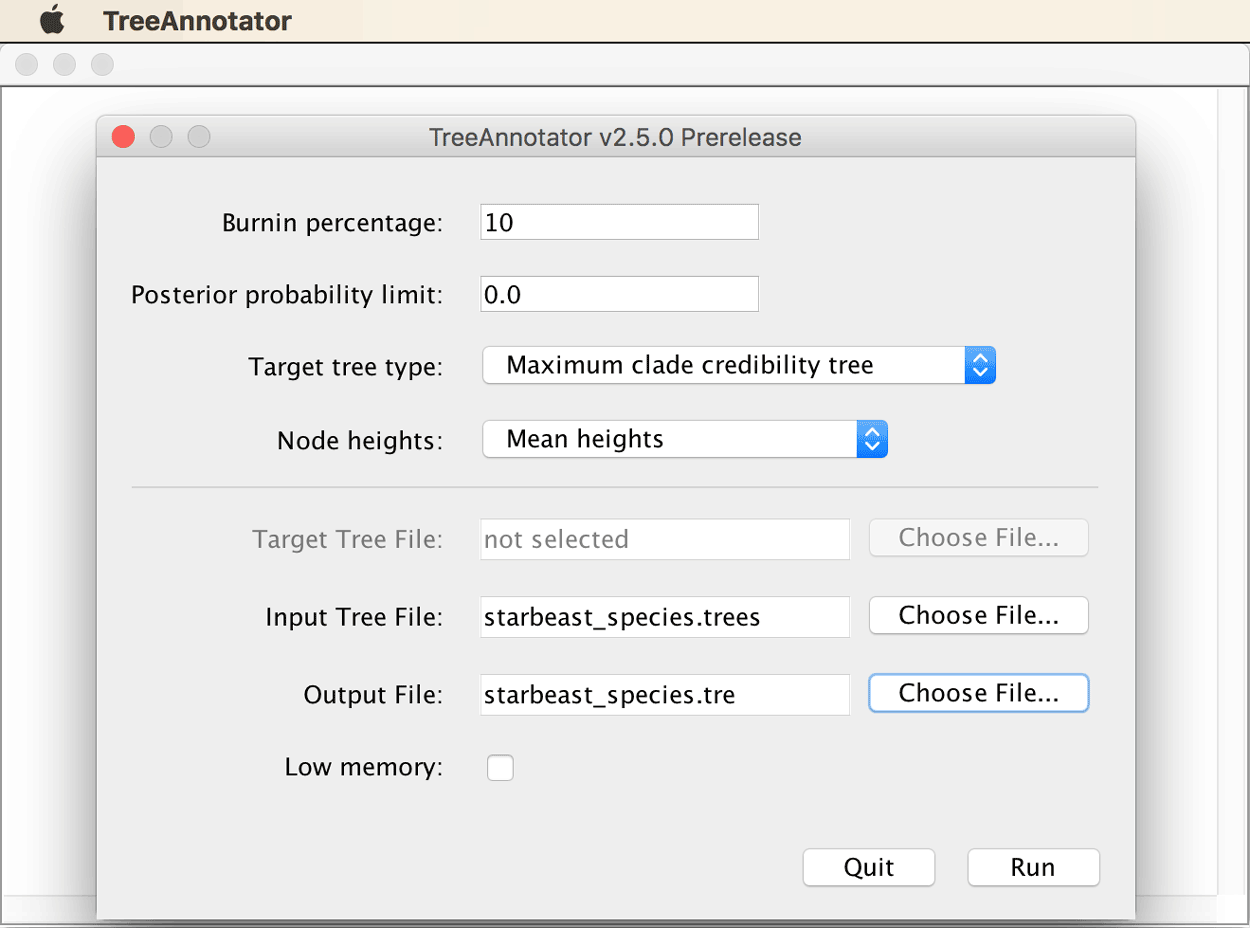 TreeAnnotator
TreeAnnotator v2.5.0 Prerelease
Burnin percentage: 10
Posterior probability limit: 0.0
Target tree type: Maximum clade credibility tree
Node heights: Mean heights
Target Tree File: not selected Choose File...
Input Tree File: starbeast_species.trees Choose File...
Output File: starbeast_species.tre Choose File...
Low memory:
Quit Run